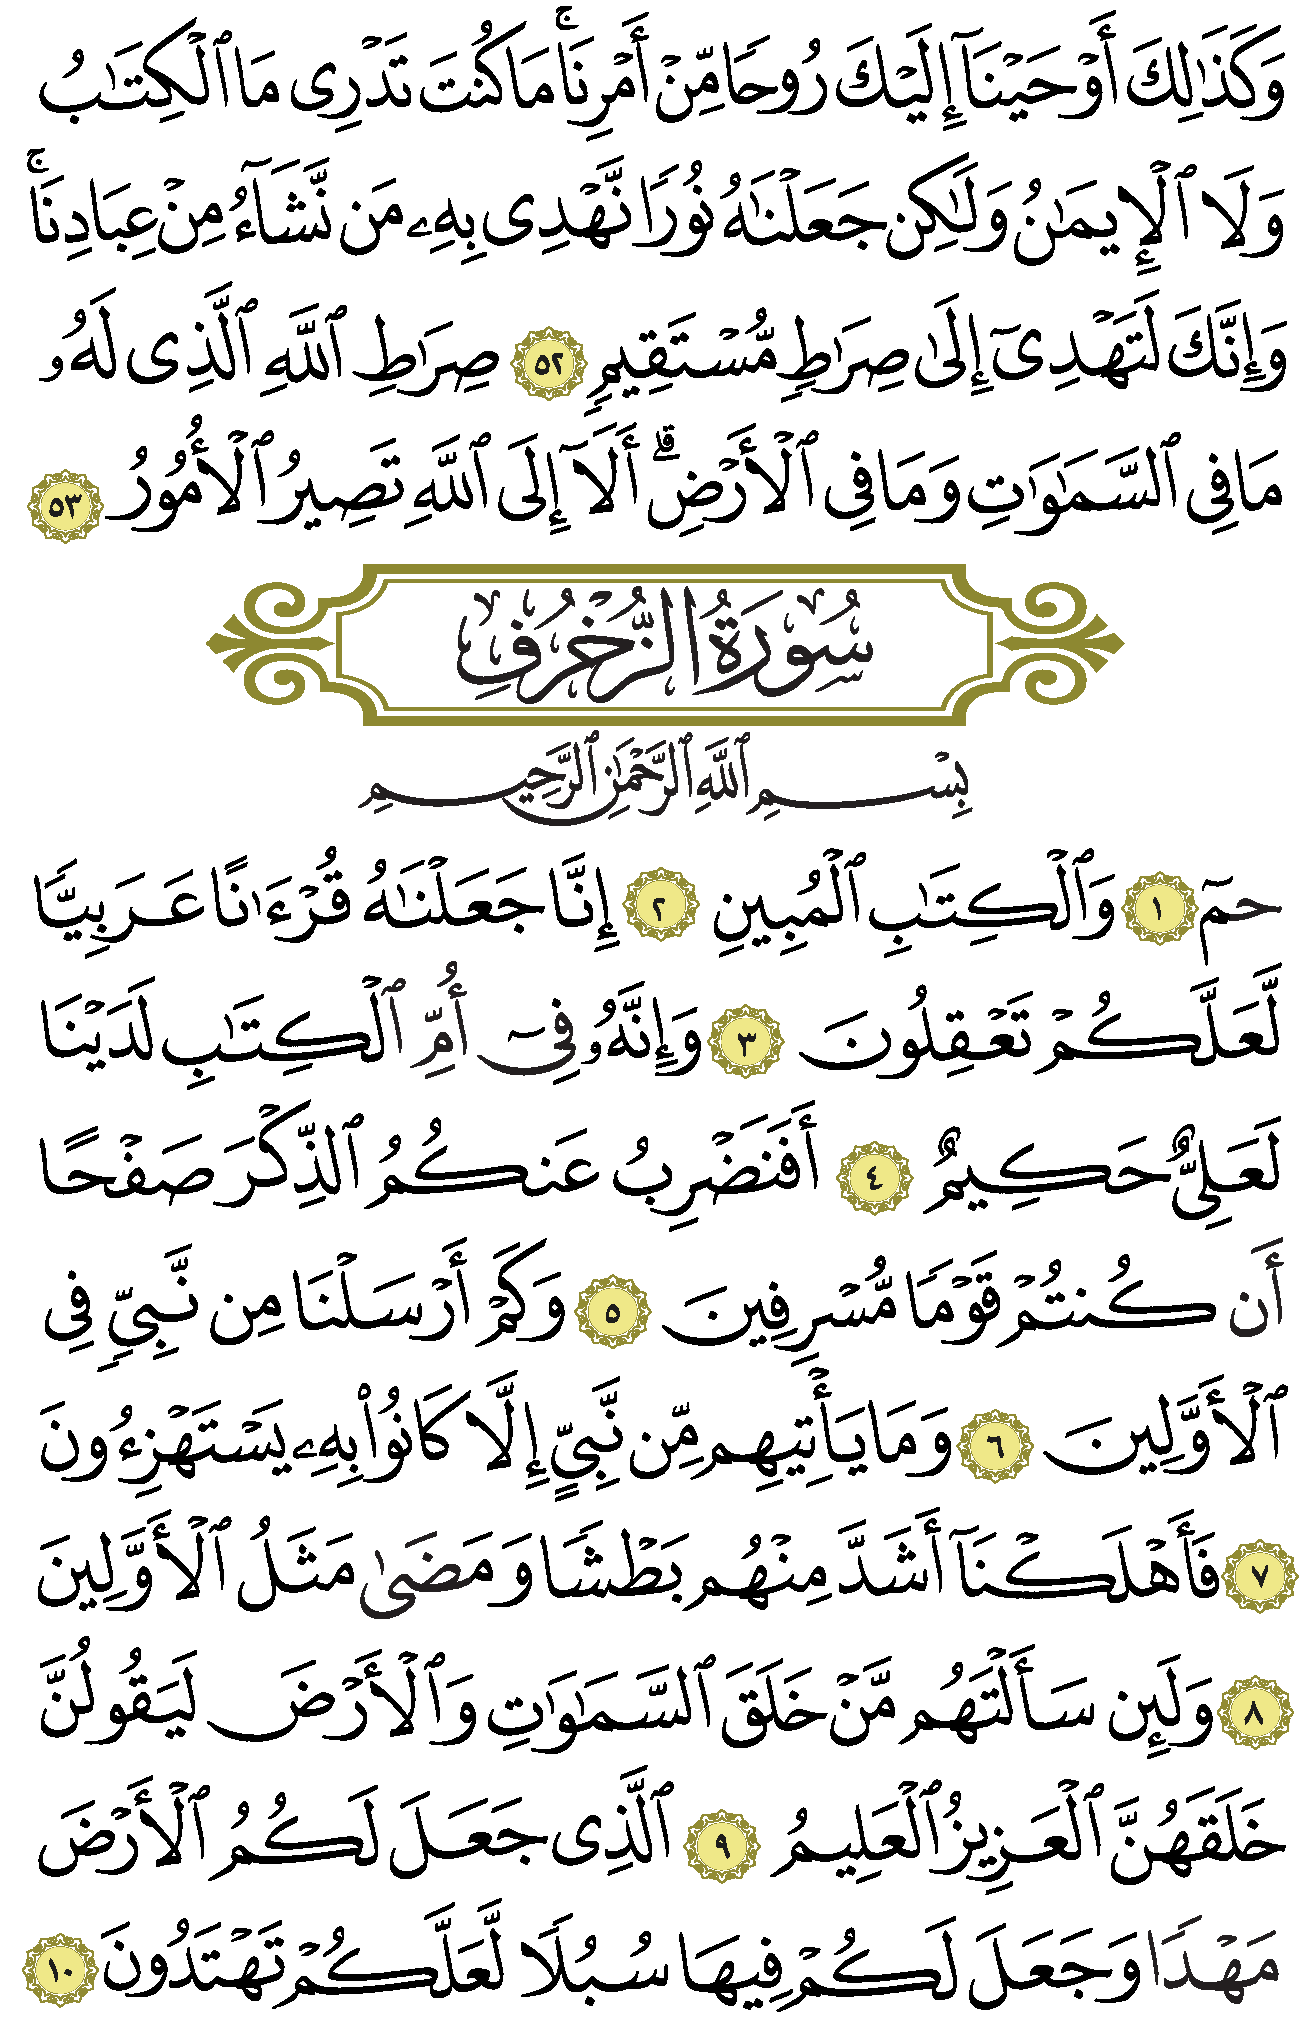 وَكَذَٰلِكَ أَوْحَيْنَآ إِلَيْكَ رُوحًا مِّنْ أَمْرِنَا ۚ مَا كُنتَ تَدْرِى مَا ٱلْكِتَـٰبُ
وَلَا ٱلْإِيمَـٰنُ وَلَـٰكِن جَعَلْنَـٰهُ نُورًا نَّهْدِى بِهِۦ مَن نَّشَآءُ مِنْ عِبَادِنَا ۚ
وَإِنَّكَ لَتَهْدِىٓ إِلَىٰ صِرَٰطٍ مُّسْتَقِيمٍ ٥٢ صِرَٰطِ ٱللَّهِ ٱلَّذِى لَهُۥ
مَا فِى ٱلسَّمَـٰوَٰتِ وَمَا فِى ٱلْأَرْضِ ۗ أَلَآ إِلَى ٱللَّهِ تَصِيرُ ٱلْأُمُورُ ٥٣
سُورَةُ الزُّخْرُفِ
بِسْمِ ٱللَّهِ ٱلرَّحْمَـٰنِ ٱلرَّحِيمِ
حمٓ ١ وَٱلْكِتَـٰبِ ٱلْمُبِينِ ٢ إِنَّا جَعَلْنَـٰهُ قُرْءَٰنًا عَرَبِيًّا
لَّعَلَّكُمْ تَعْقِلُونَ ٣ وَإِنَّهُۥ فِىٓ أُمِّ ٱلْكِتَـٰبِ لَدَيْنَا
لَعَلِىٌّ حَكِيمٌ ٤ أَفَنَضْرِبُ عَنكُمُ ٱلذِّكْرَ صَفْحًا
أَن كُنتُمْ قَوْمًا مُّسْرِفِينَ ٥ وَكَمْ أَرْسَلْنَا مِن نَّبِىٍّ فِى
ٱلْأَوَّلِينَ ٦ وَمَا يَأْتِيهِم مِّن نَّبِىٍّ إِلَّا كَانُوا۟ بِهِۦ يَسْتَهْزِءُونَ
٧ فَأَهْلَكْنَآ أَشَدَّ مِنْهُم بَطْشًا وَمَضَىٰ مَثَلُ ٱلْأَوَّلِينَ
٨ وَلَئِن سَأَلْتَهُم مَّنْ خَلَقَ ٱلسَّمَـٰوَٰتِ وَٱلْأَرْضَ لَيَقُولُنَّ
خَلَقَهُنَّ ٱلْعَزِيزُ ٱلْعَلِيمُ ٩ ٱلَّذِى جَعَلَ لَكُمُ ٱلْأَرْضَ
مَهْدًا وَجَعَلَ لَكُمْ فِيهَا سُبُلًا لَّعَلَّكُمْ تَهْتَدُونَ ١٠